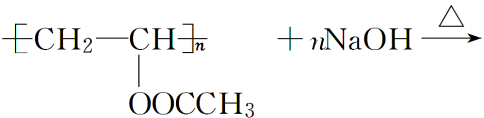 [CH₂—CH]ₙ + nNaOH △→
OOCCH₃